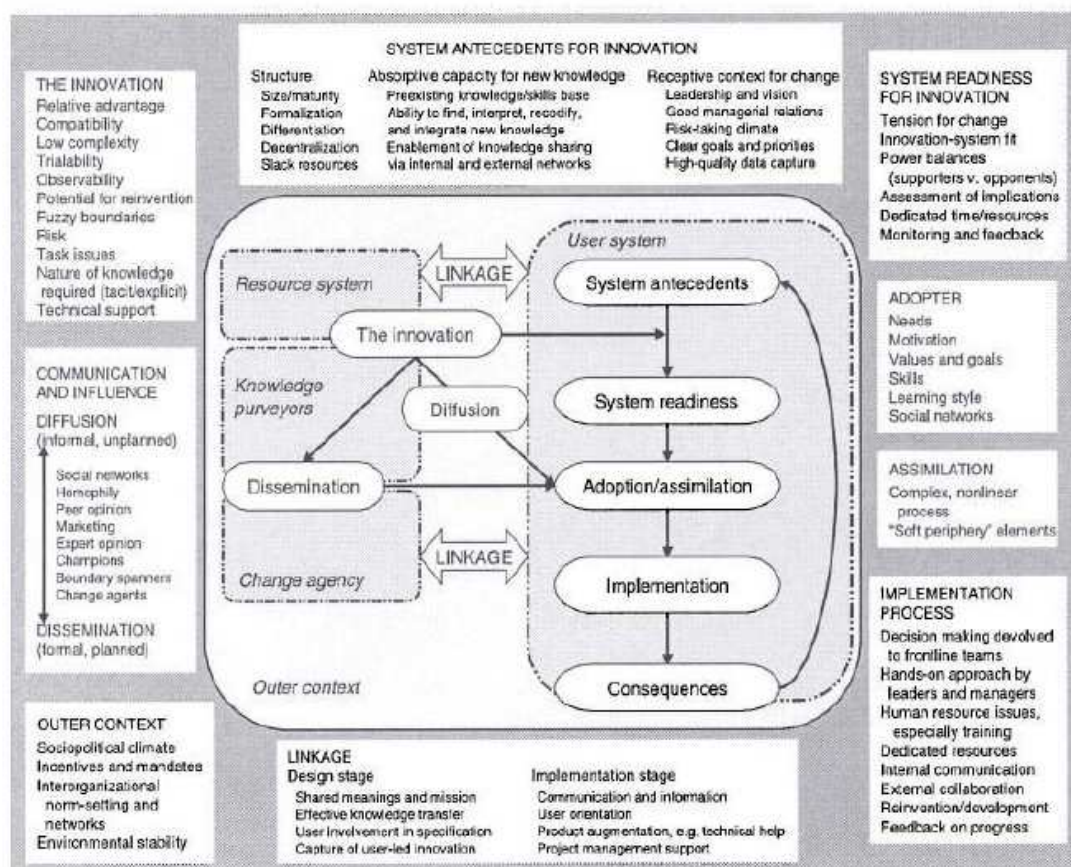 SYSTEM ANTECEDENTS FOR INNOVATION
Structure
Size/maturity
Formalization
Differentiation
Decentralization
Slack resources
Absorptive capacity for new knowledge
Preexisting knowledge/skills base
Ability to find, interpret, recodify,
and integrate new knowledge
Enablement of knowledge sharing
via internal and external networks
Receptive context for change
Leadership and vision
Good managerial relations
Risk-taking climate
Clear goals and priorities
High-quality data capture
THE INNOVATION
Relative advantage
Compatibility
Low complexity
Trialability
Observability
Potential for reinvention
Fuzzy boundaries
Risk
Task issues
Nature of knowledge
required (tacit/explicit)
Technical support
COMMUNICATION
AND INFLUENCE
DIFFUSION
(informal, unplanned)
Social networks
Homophily
Peer opinion
Marketing
Expert opinion
Champions
Boundary spanners
Change agents
DISSEMINATION
(formal, planned)
OUTER CONTEXT
Sociopolitical climate
Incentives and mandates
Interorganizational
norm-setting and
networks
Environmental stability
Resource system
LINKAGE
User system
System antecedents
The innovation
Knowledge
purveyors
Diffusion
System readiness
Dissemination
Adoption/assimilation
Change agency
LINKAGE
Implementation
Outer context
Consequences
LINKAGE
Design stage
Shared meanings and mission
Effective knowledge transfer
User involvement in specification
Capture of user-led innovation
Implementation stage
Communication and information
User orientation
Product augmentation, e.g. technical help
Project management support
SYSTEM READINESS
FOR INNOVATION
Tension for change
Innovation-system fit
Power balances
(supporters v. opponents)
Assessment of implications
Dedicated time/resources
Monitoring and feedback
ADOPTER
Needs
Motivation
Values and goals
Skills
Learning style
Social networks
ASSIMILATION
Complex, nonlinear
process
"Soft periphery" elements
IMPLEMENTATION
PROCESS
Decision making devolved
to frontline teams
Hands-on approach by
leaders and managers
Human resource issues,
especially training
Dedicated resources
Internal communication
External collaboration
Reinvention/development
Feedback on progress